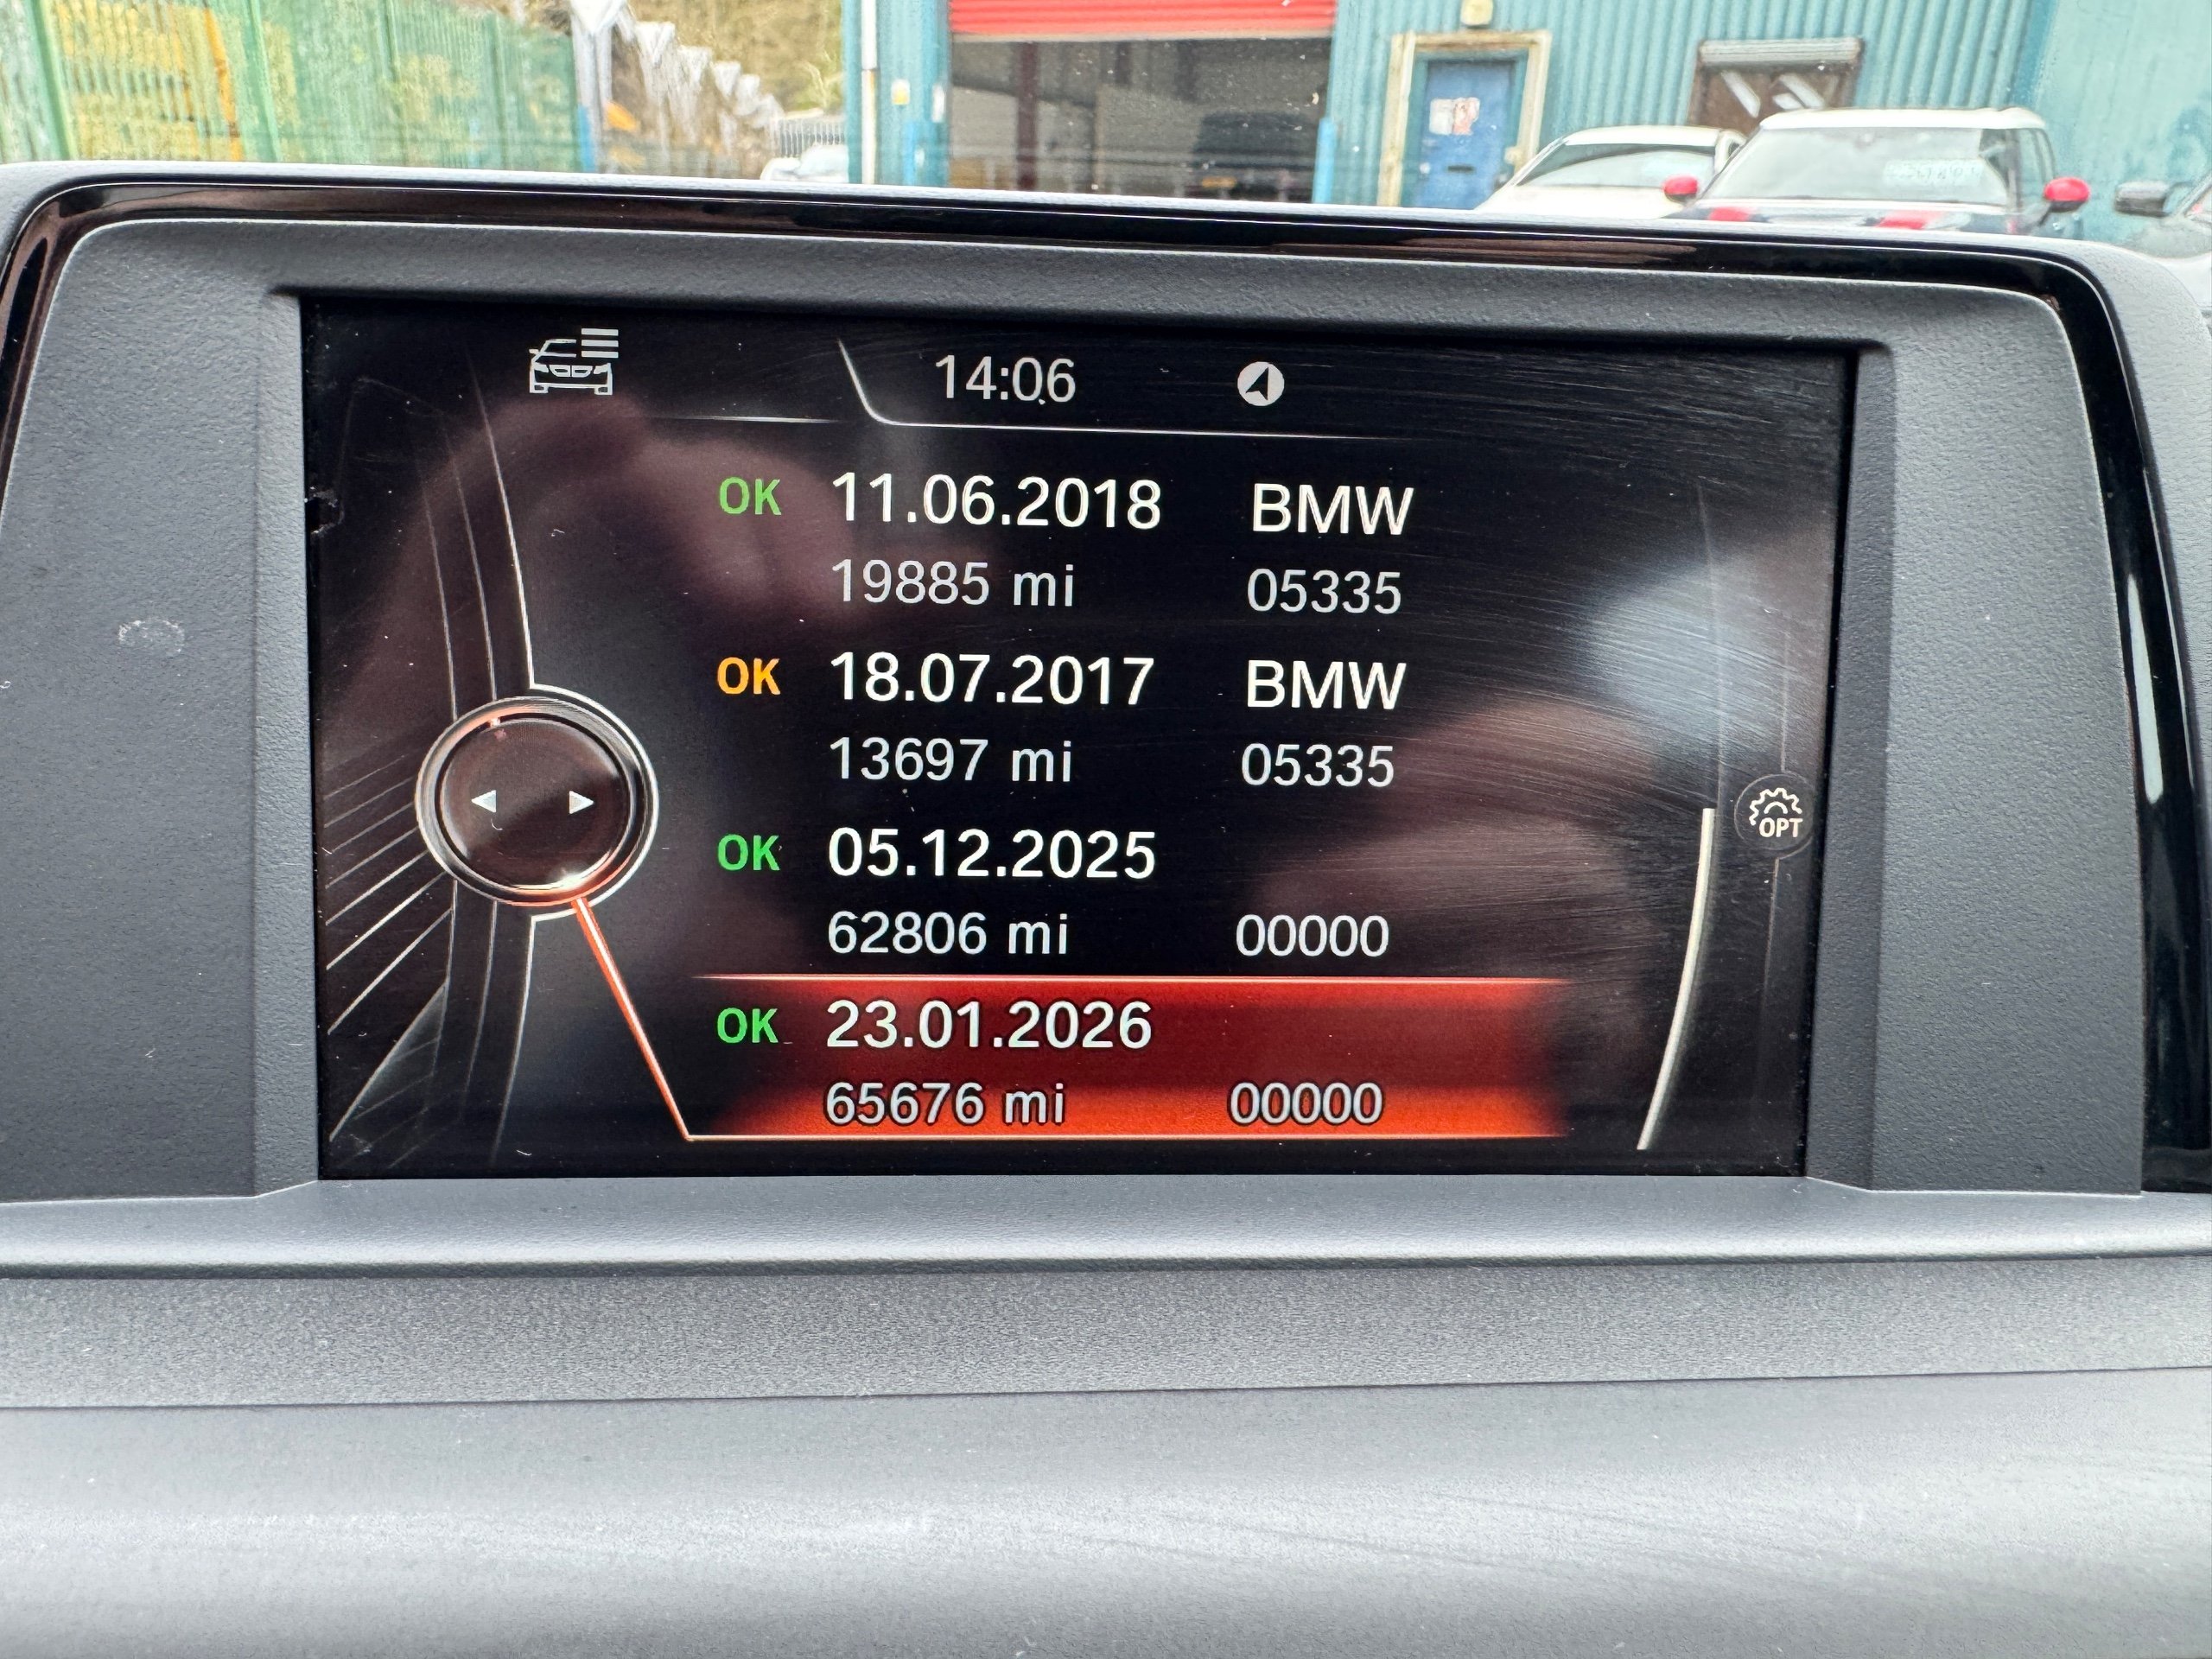 14:06
OK 11.06.2018 BMW
19885 mi 05335
OK 18.07.2017 BMW
13697 mi 05335
OPT
OK 05.12.2025
62806 mi 00000
OK 23.01.2026
65676 mi 00000